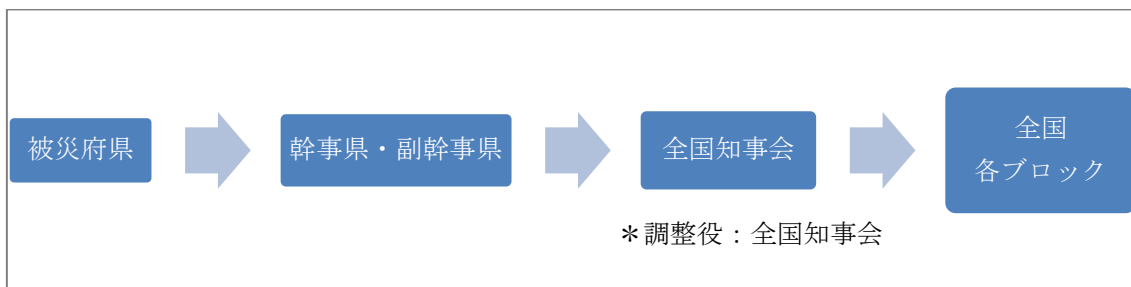 被災府県
幹事県・副幹事県
全国知事会
全国
各ブロック
＊調整役：全国知事会